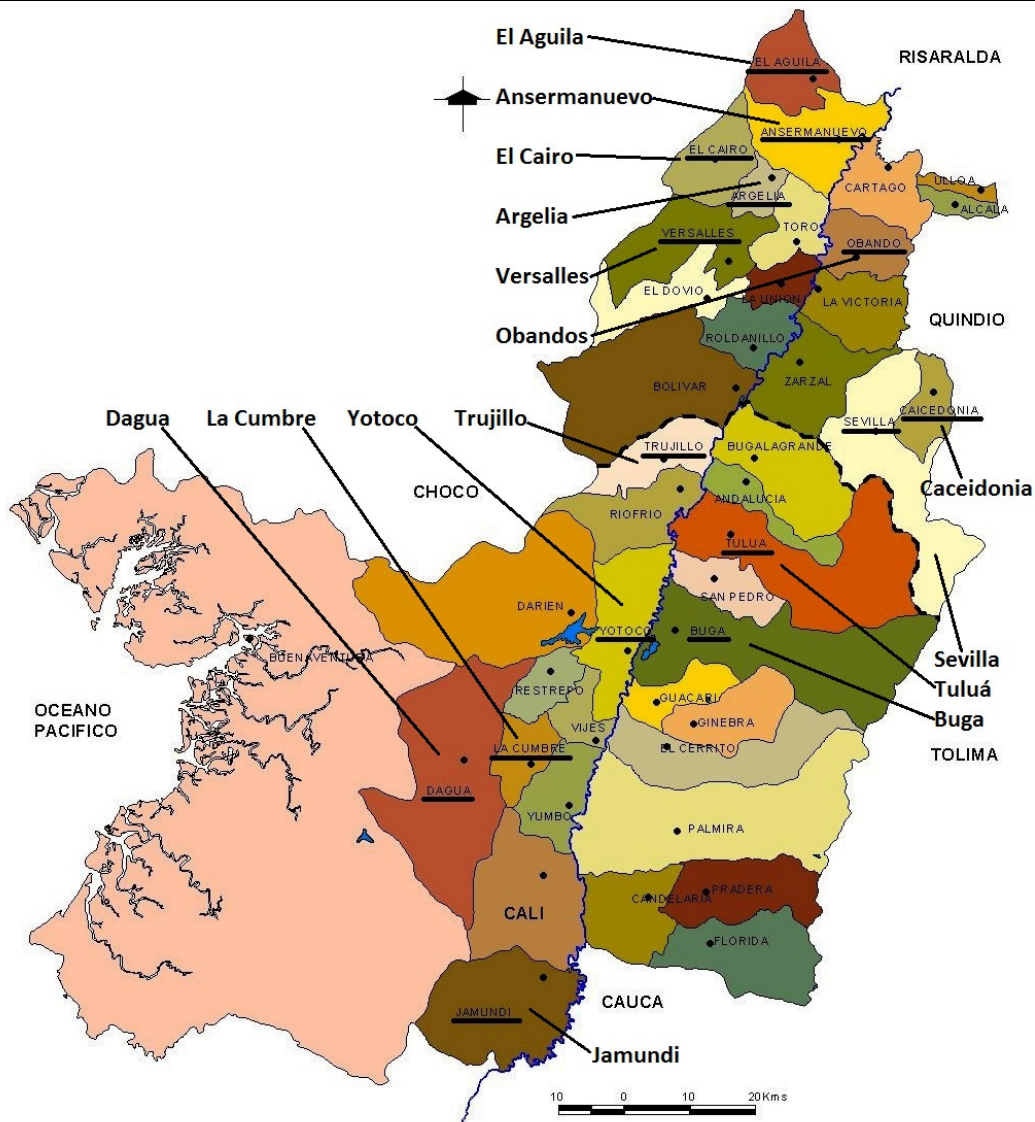 El Aguila
EL AGUILA
RISARALDA
Ansermanuevo
ANSERMANUEVO
El Cairo
EL CAIRO
CARTAGO
ULLOA
ALCALA
Argelia
ARGELIA
TORO
VERSALLES
OBANDO
Versalles
EL DOVIO
LA UNION
LA VICTORIA
QUINDIO
Obandos
ROLDANILLO
ZARZAL
BOLIVAR
CAICEDONIA
Dagua
La Cumbre
Yotoco
Trujillo
TRUJILLO
BUGALAGRANDE
SEVILLA
Caceidonia
CHOCO
RIOFRIO
ANDALUCIA
TULUA
SAN PEDRO
DARIEN
YOTOCO
BUGA
BUENAVENTURA
Sevilla
Tuluá
Buga
RESTREPO
GUACARI
GINEBRA
OCEANO
PACIFICO
VIJES
LA CUMBRE
EL CERRITO
TOLIMA
DAGUA
YUMBO
PALMIRA
CANDELARIA
PRADERA
CALI
FLORIDA
CAUCA
JAMUNDI
Jamundi
10 0 10 20Kms